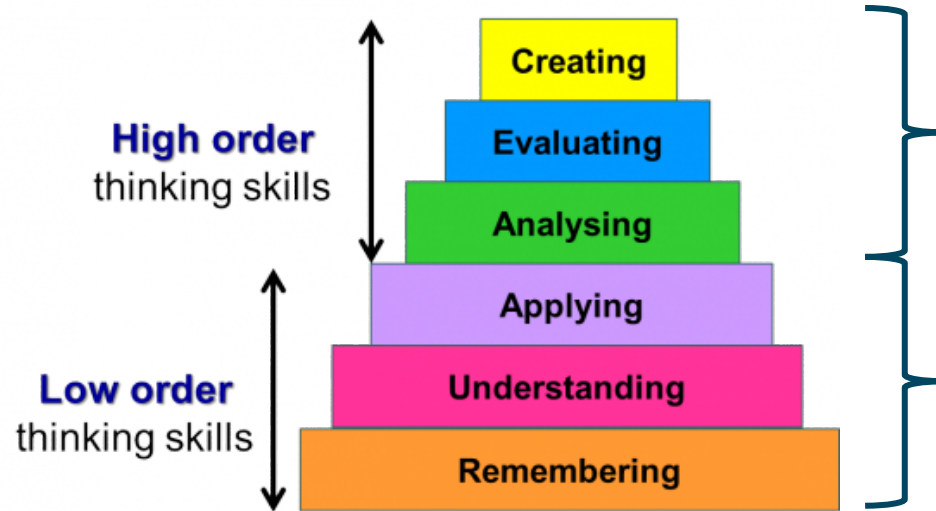 Creating
Evaluating
High order
thinking skills
Analysing
Applying
Understanding
Low order
thinking skills
Remembering